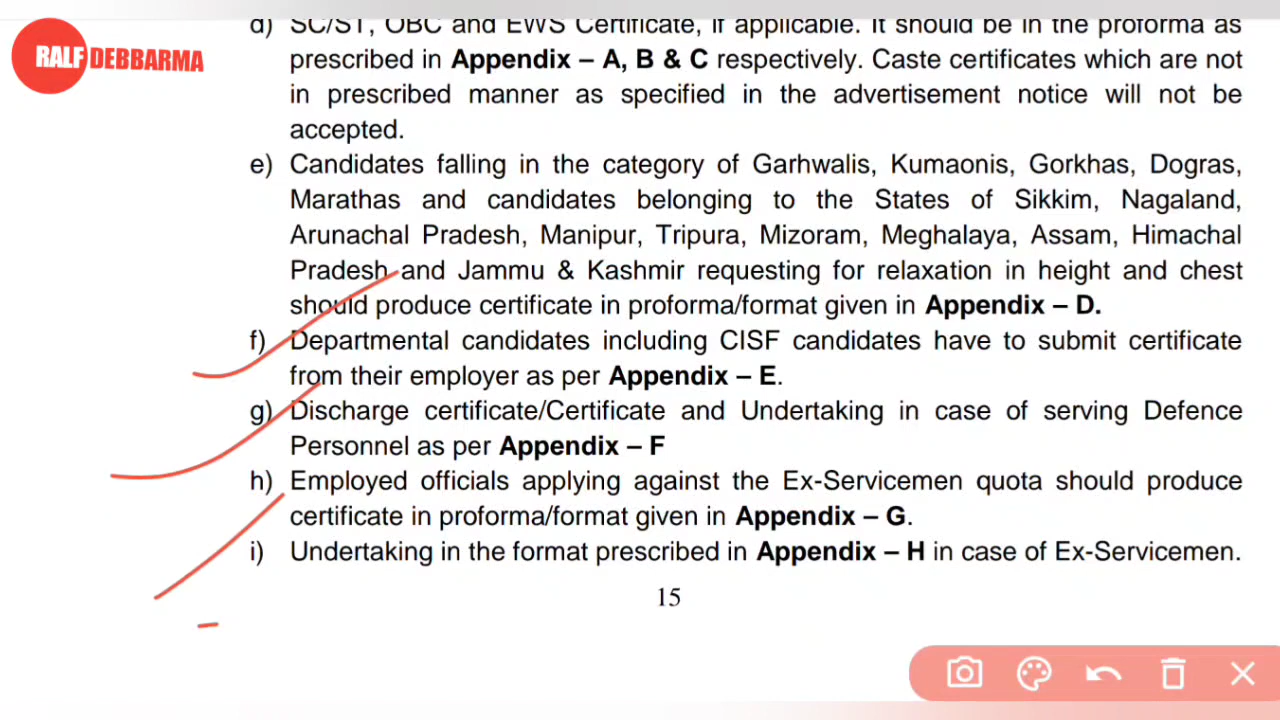 RALF DEBBARMA
d) SC/ST, OBC and EWS Certificate, if applicable. It should be in the proforma as
prescribed in Appendix – A, B & C respectively. Caste certificates which are not
in prescribed manner as specified in the advertisement notice will not be
accepted.
e) Candidates falling in the category of Garhwalis, Kumaonis, Gorkhas, Dogras,
Marathas and candidates belonging to the States of Sikkim, Nagaland,
Arunachal Pradesh, Manipur, Tripura, Mizoram, Meghalaya, Assam, Himachal
Pradesh and Jammu & Kashmir requesting for relaxation in height and chest
should produce certificate in proforma/format given in Appendix – D.
f) Departmental candidates including CISF candidates have to submit certificate
from their employer as per Appendix – E.
g) Discharge certificate/Certificate and Undertaking in case of serving Defence
Personnel as per Appendix – F
h) Employed officials applying against the Ex-Servicemen quota should produce
certificate in proforma/format given in Appendix – G.
i) Undertaking in the format prescribed in Appendix – H in case of Ex-Servicemen.
15